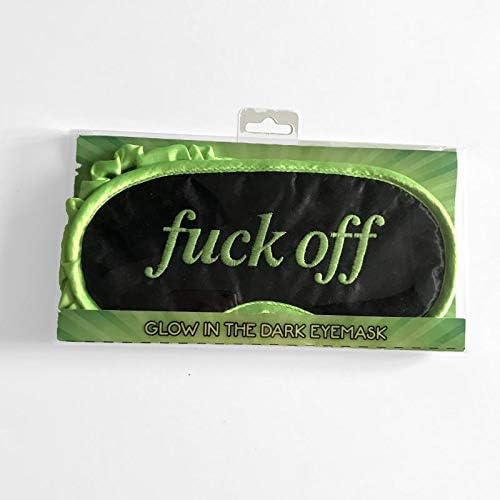 fuck off
GLOW IN THE DARK EYEMASK